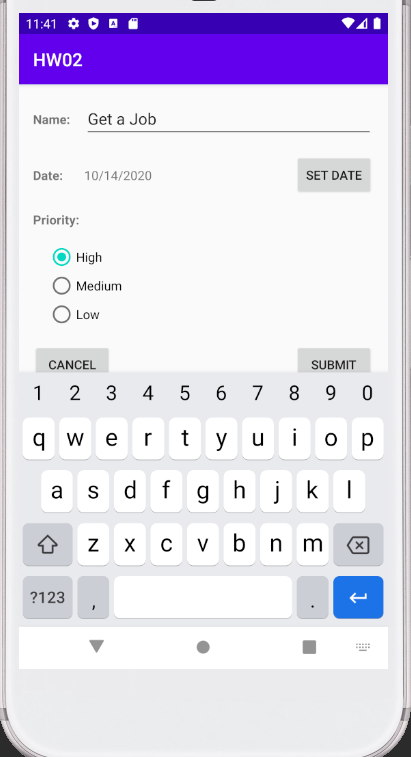 11:41
HW02
Name: Get a Job
Date: 10/14/2020 SET DATE
Priority:
High
Medium
Low
CANCEL SUBMIT
1 2 3 4 5 6 7 8 9 0
q w e r t y u i o p
a s d f g h j k l
z x c v b n m
?123 , .